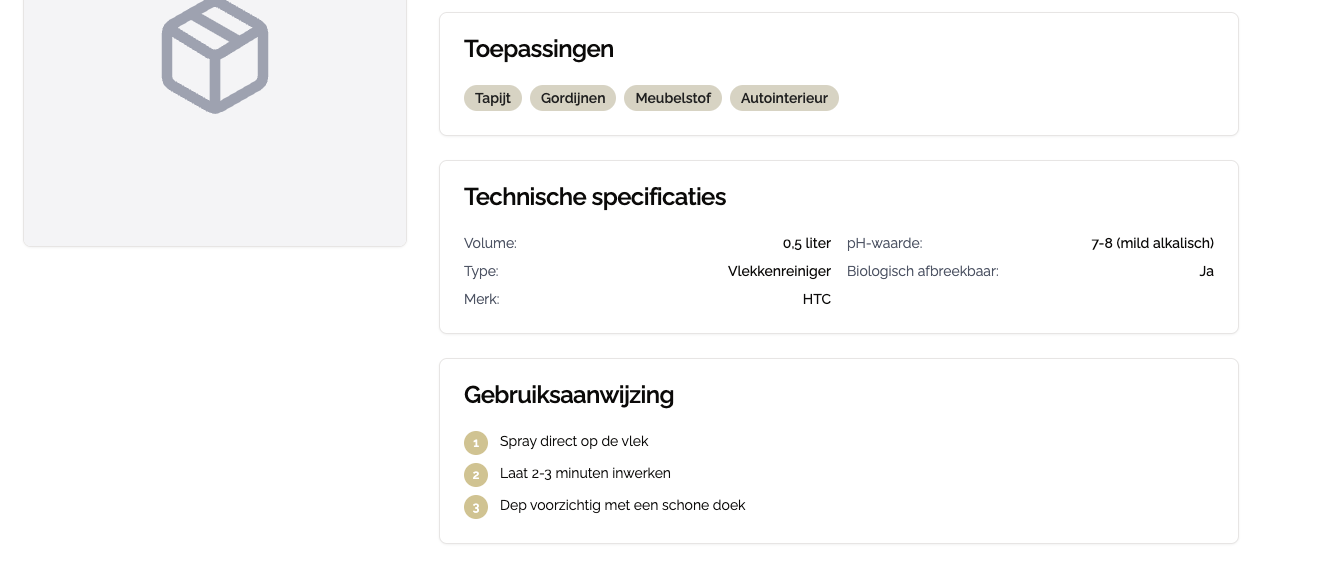 Toepassingen
Tapijt Gordijnen Meubelstof Autointerieur
Technische specificaties
Volume: 0,5 liter pH-waarde: 7-8 (mild alkalisch)
Type: Vlekkenreiniger Biologisch afbreekbaar: Ja
Merk: HTC
Gebruiksaanwijzing
1 Spray direct op de vlek
2 Laat 2-3 minuten inwerken
3 Dep voorzichtig met een schone doek